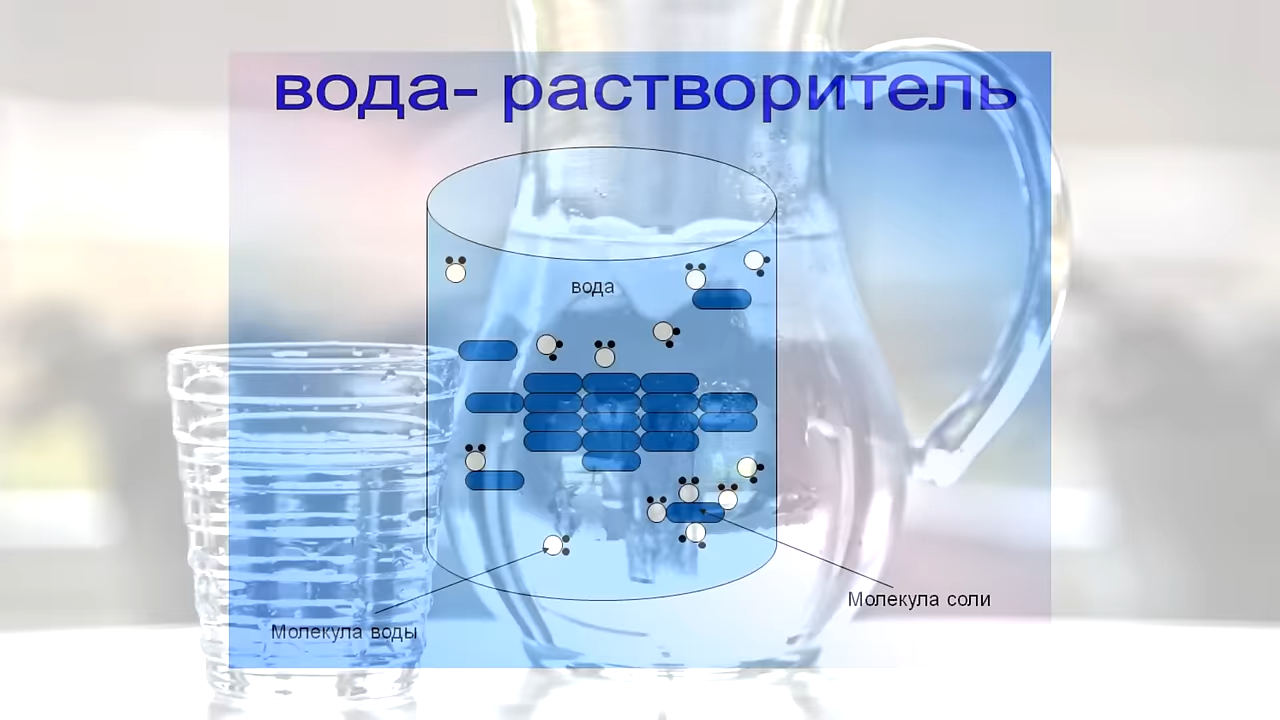 вода- растворитель
вода
Молекула соли
Молекула воды